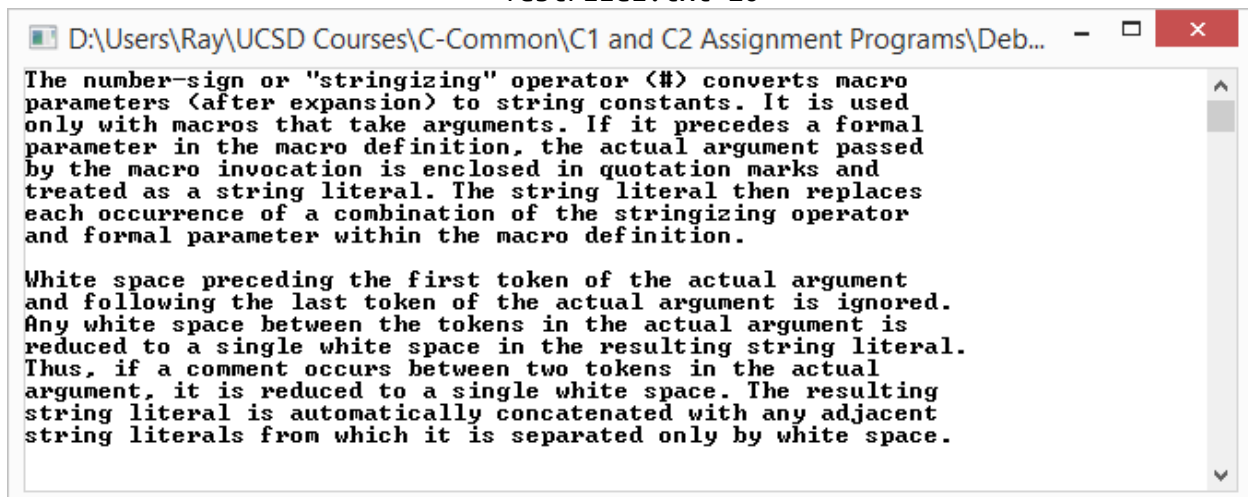 D:\Users\Ray\UCSD Courses\C-Common\C1 and C2 Assignment Programs\Deb...
The number-sign or "stringizing" operator (#) converts macro
parameters (after expansion) to string constants. It is used
only with macros that take arguments. If it precedes a formal
parameter in the macro definition, the actual argument passed
by the macro invocation is enclosed in quotation marks and
treated as a string literal. The string literal then replaces
each occurrence of a combination of the stringizing operator
and formal parameter within the macro definition.

White space preceding the first token of the actual argument
and following the last token of the actual argument is ignored.
Any white space between the tokens in the actual argument is
reduced to a single white space in the resulting string literal.
Thus, if a comment occurs between two tokens in the actual
argument, it is reduced to a single white space. The resulting
string literal is automatically concatenated with any adjacent
string literals from which it is separated only by white space.